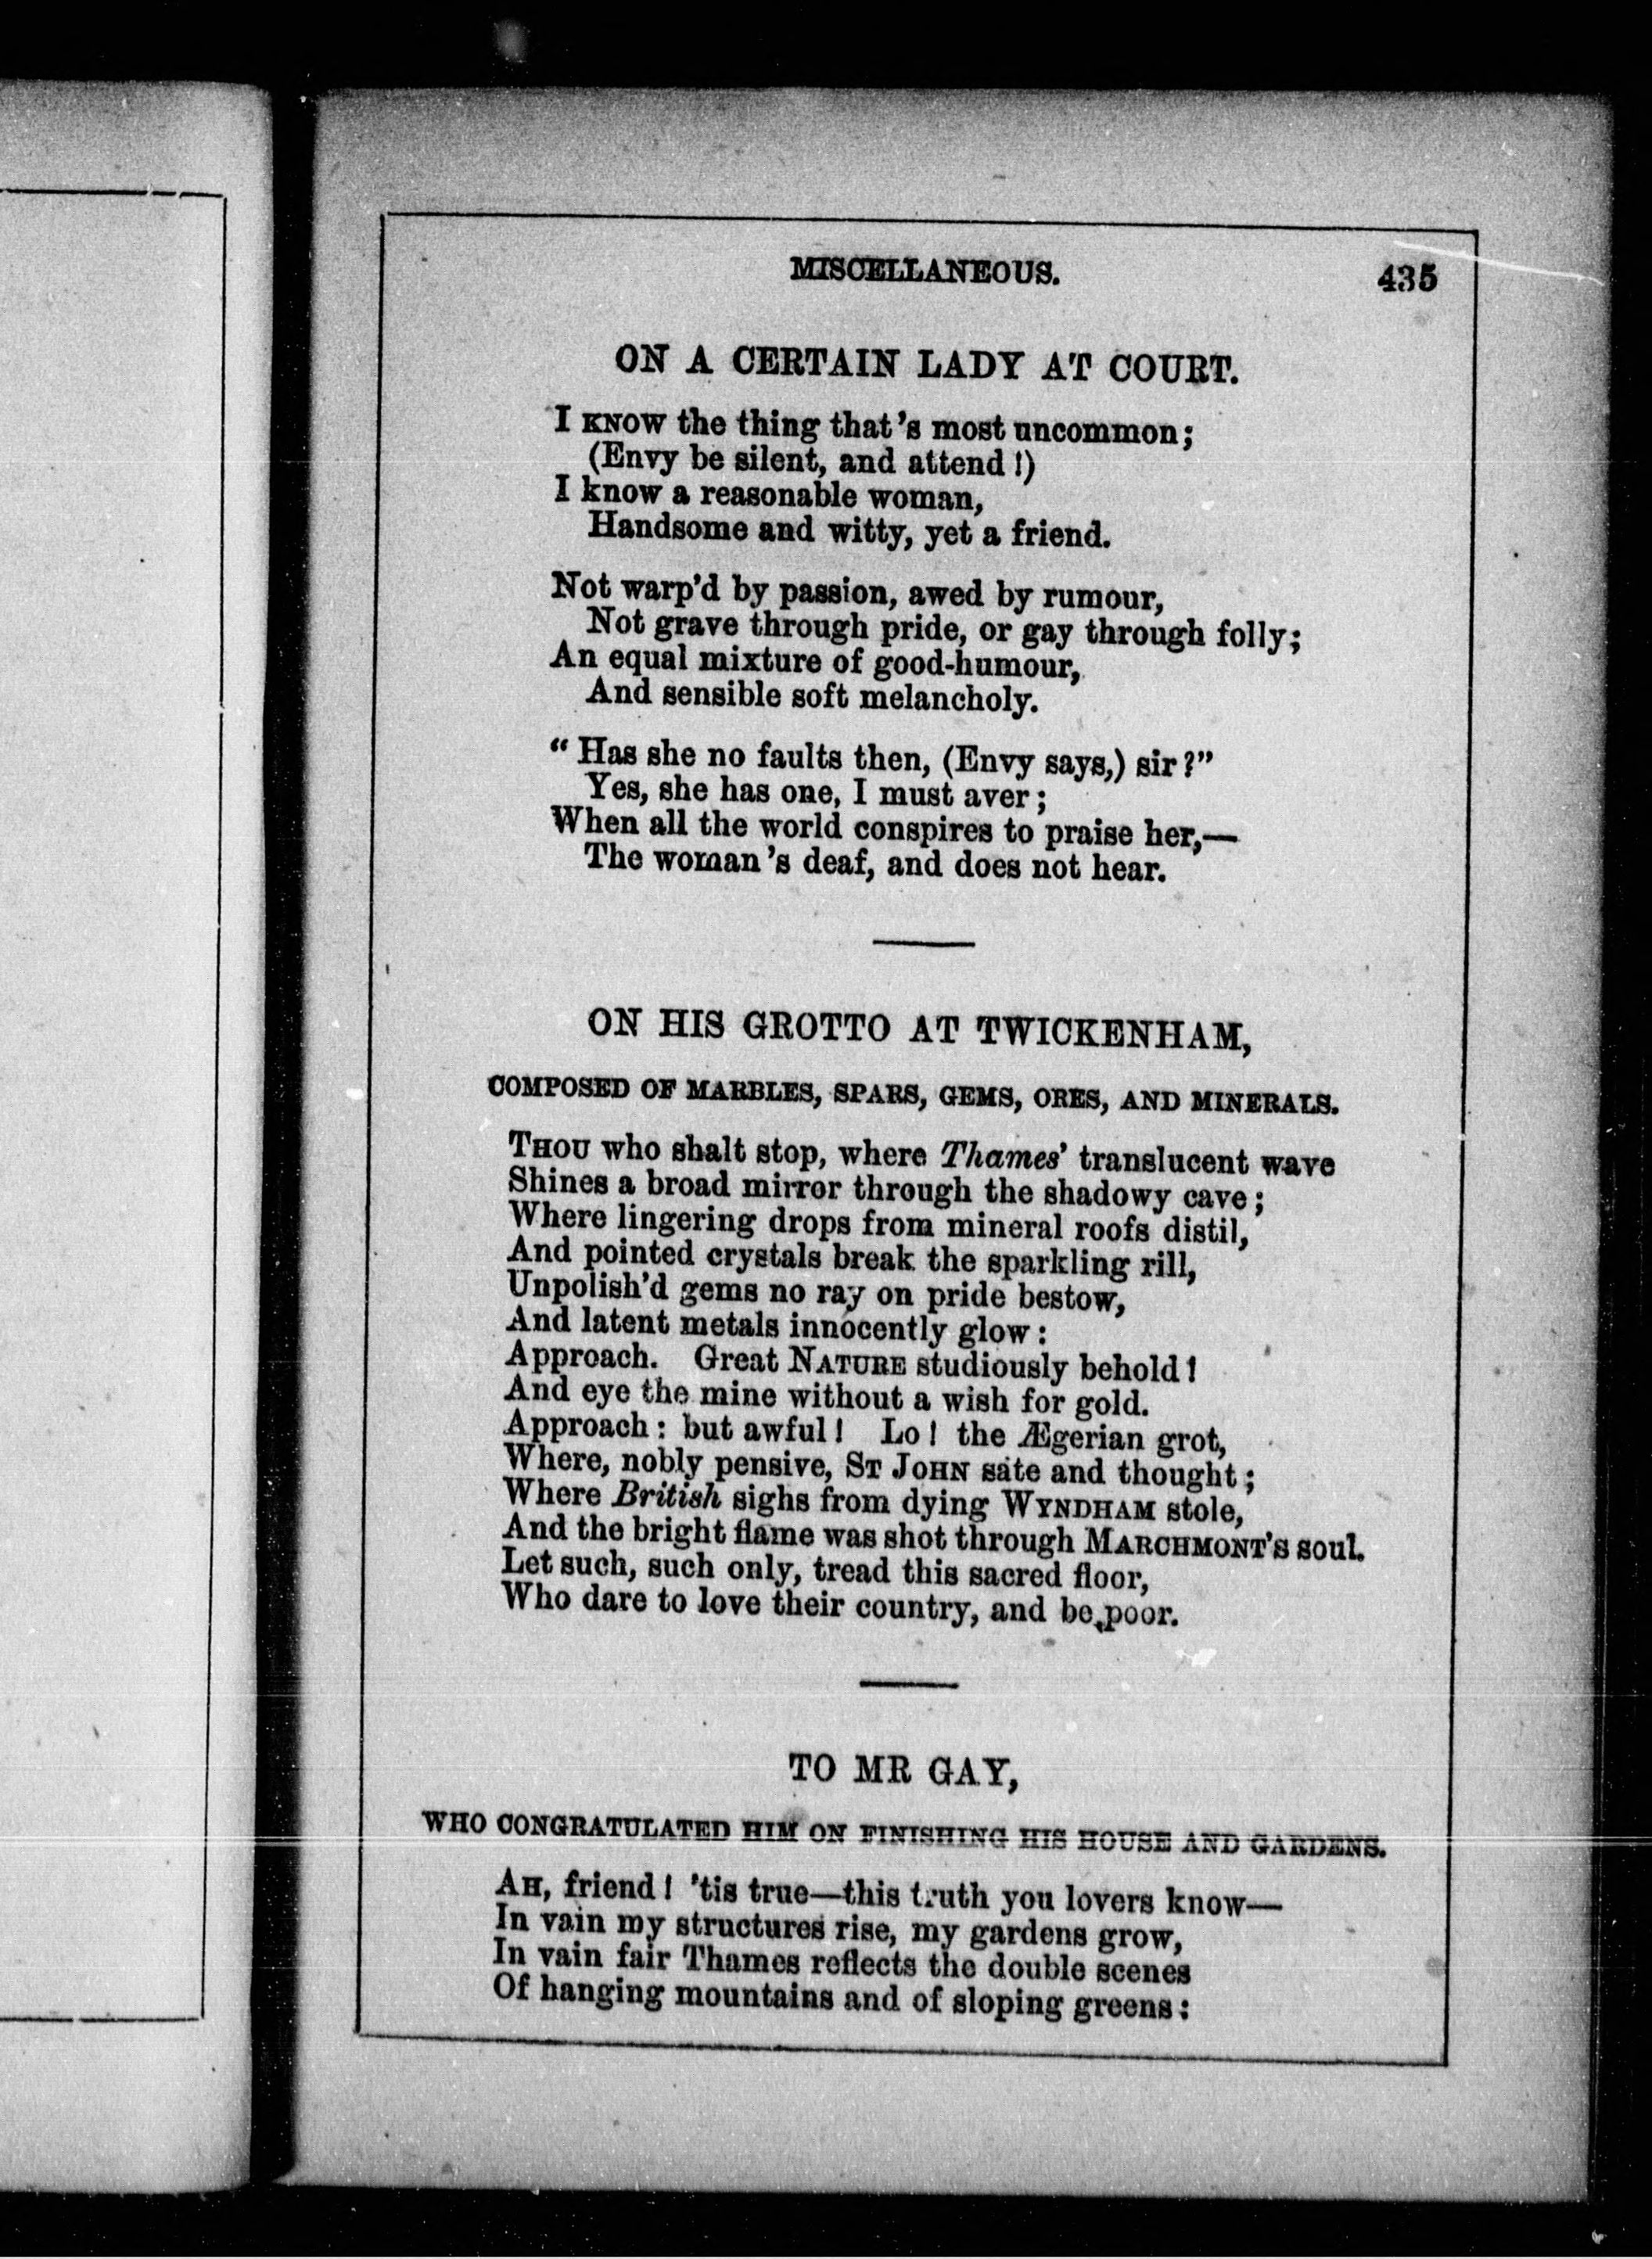 MISCELLANEOUS. 435
ON A CERTAIN LADY AT COURT.
I KNOW the thing that's most uncommon;
(Envy be silent, and attend!)
I know a reasonable woman,
Handsome and witty, yet a friend.
Not warp'd by passion, awed by rumour,
Not grave through pride, or gay through folly;
An equal mixture of good-humour,
And sensible soft melancholy.
"Has she no faults then, (Envy says,) sir?"
Yes, she has one, I must aver;
When all the world conspires to praise her,—
The woman's deaf, and does not hear.
ON HIS GROTTO AT TWICKENHAM,
COMPOSED OF MARBLES, SPARS, GEMS, ORES, AND MINERALS.
THOU who shalt stop, where Thames' translucent wave
Shines a broad mirror through the shadowy cave;
Where lingering drops from mineral roofs distil,
And pointed crystals break the sparkling rill,
Unpolish'd gems no ray on pride bestow,
And latent metals innocently glow:
Approach. Great NATURE studiously behold!
And eye the mine without a wish for gold.
Approach: but awful! Lo! the Ægerian grot,
Where, nobly pensive, ST JOHN sate and thought;
Where British sighs from dying WYNDHAM stole,
And the bright flame was shot through MARCHMONT'S soul.
Let such, such only, tread this sacred floor,
Who dare to love their country, and be poor.
TO MR GAY,
WHO CONGRATULATED HIM ON FINISHING HIS HOUSE AND GARDENS.
AH, friend! 'tis true—this truth you lovers know—
In vain my structures rise, my gardens grow,
In vain fair Thames reflects the double scenes
Of hanging mountains and of sloping greens: